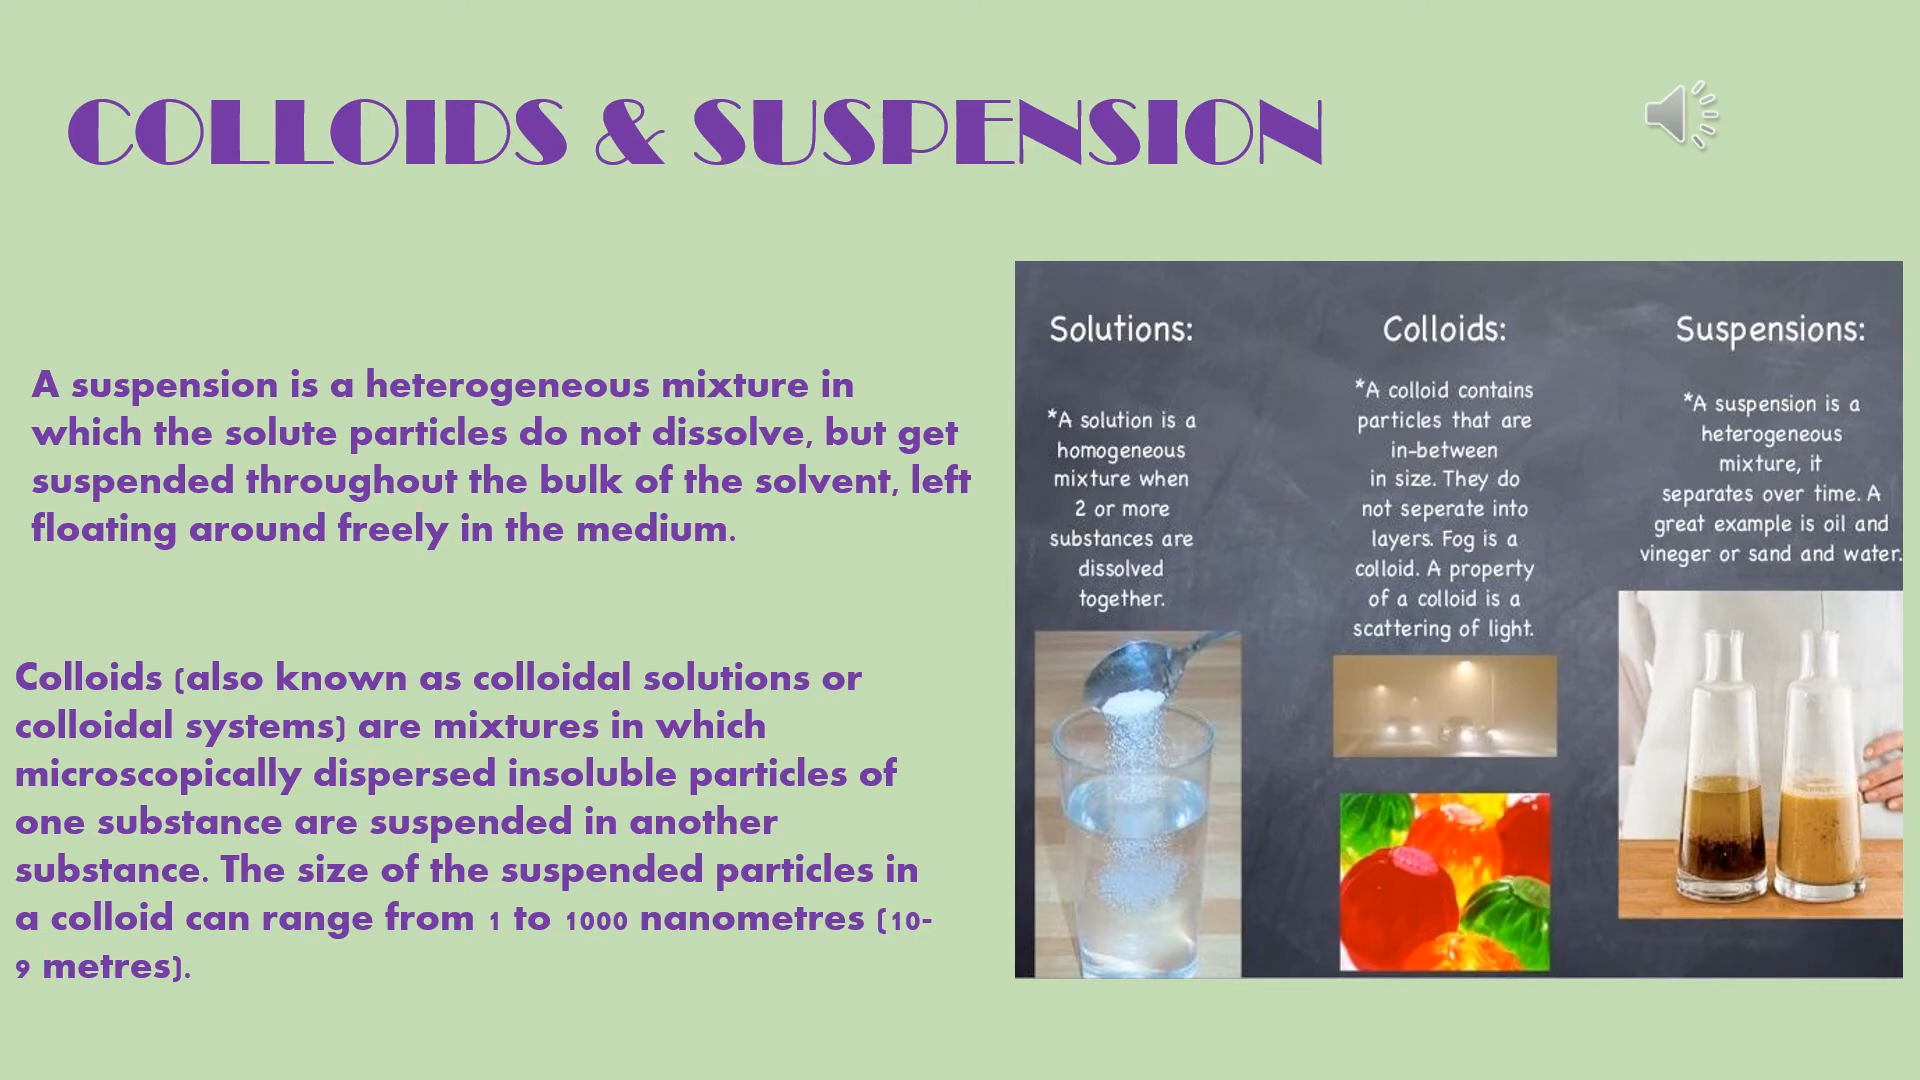 COLLOIDS & SUSPENSION
A suspension is a heterogeneous mixture in
which the solute particles do not dissolve, but get
suspended throughout the bulk of the solvent, left
floating around freely in the medium.
Colloids (also known as colloidal solutions or
colloidal systems) are mixtures in which
microscopically dispersed insoluble particles of
one substance are suspended in another
substance. The size of the suspended particles in
a colloid can range from 1 to 1000 nanometres (10-
9 metres).
Solutions:
*A solution is a
homogeneous
mixture when
2 or more
substances are
dissolved
together.
Colloids:
*A colloid contains
particles that are
in-between
in size. They do
not seperate into
layers. Fog is a
colloid. A property
of a colloid is a
scattering of light.
Suspensions:
*A suspension is a
heterogeneous
mixture, it
separates over time. A
great example is oil and
vineger or sand and water.